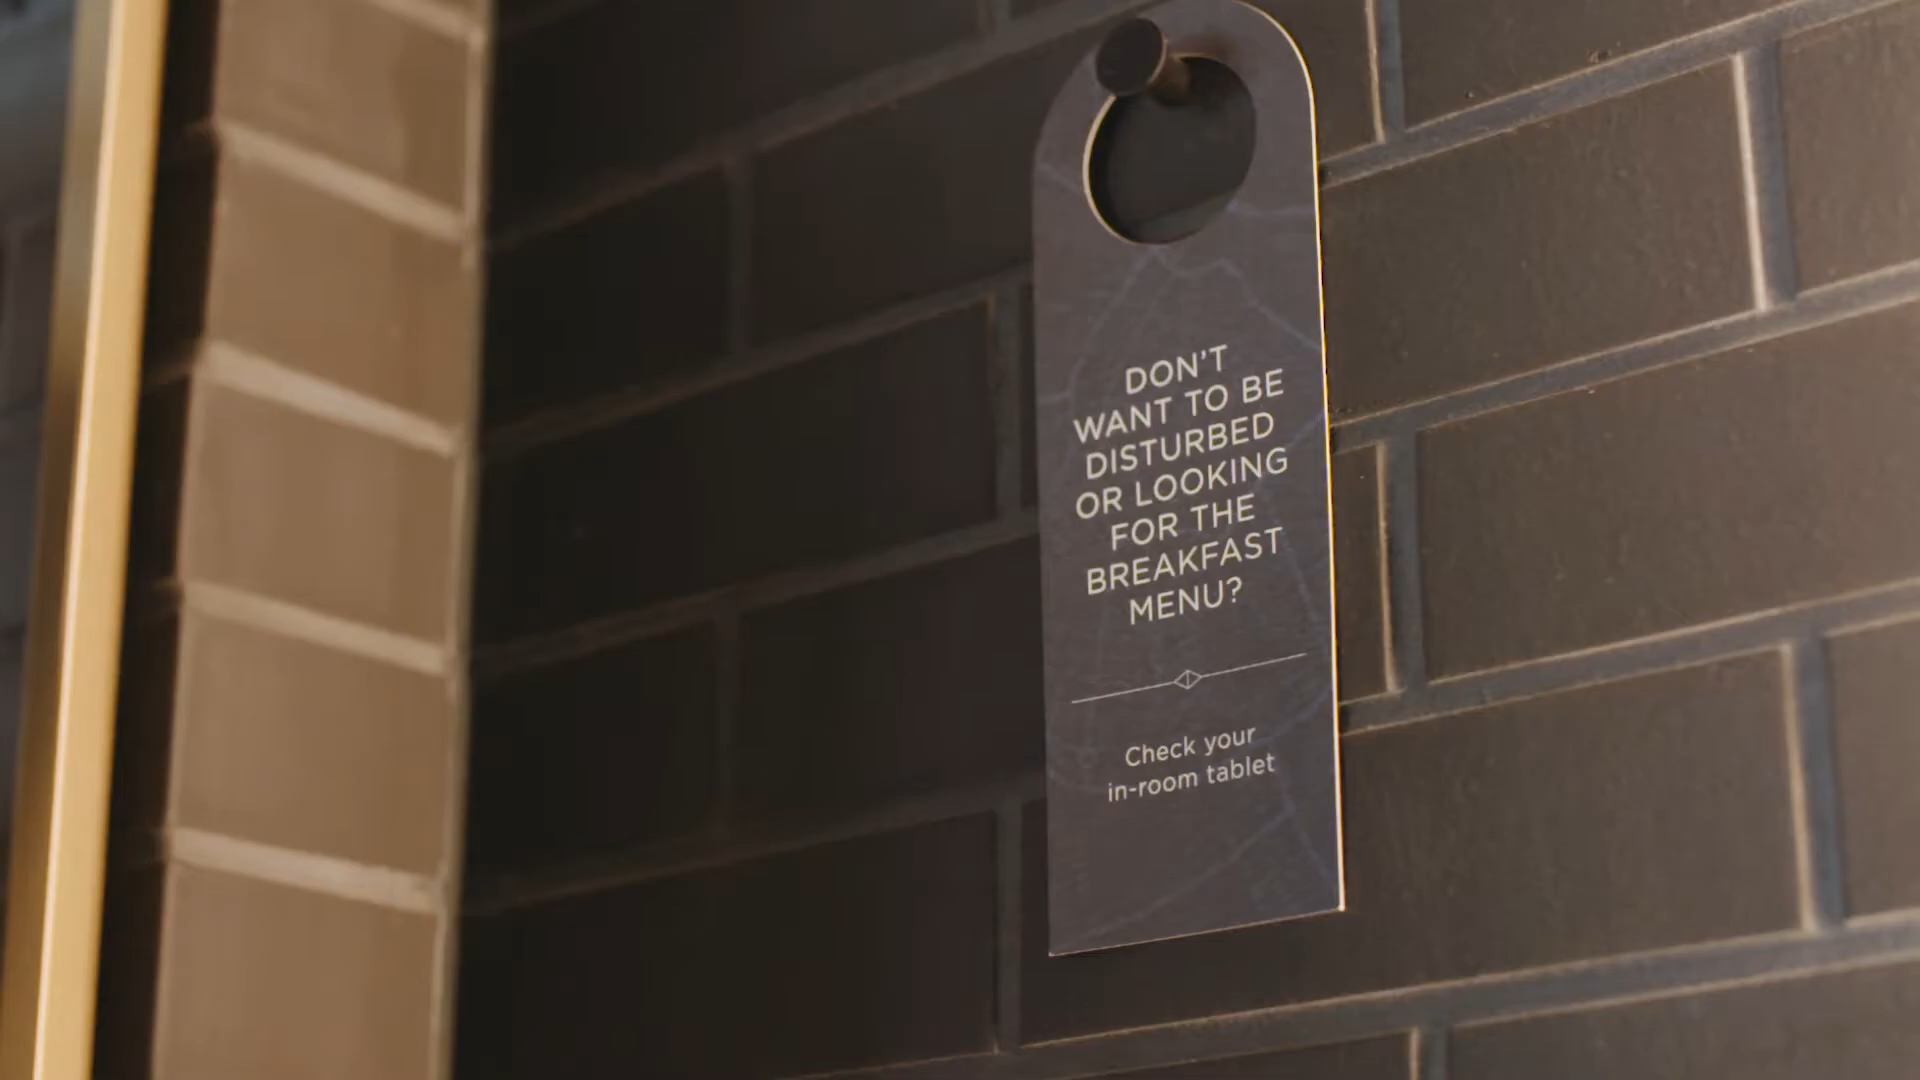 DON'T
WANT TO BE
DISTURBED
OR LOOKING
FOR THE
BREAKFAST
MENU?
Check your
in-room tablet